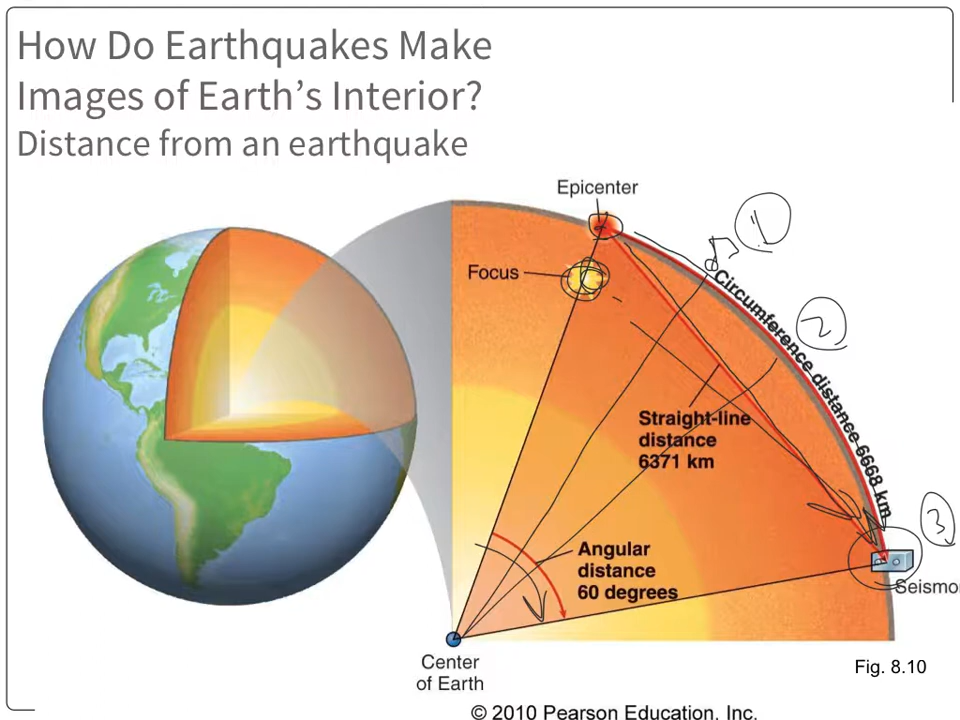 How Do Earthquakes Make
Images of Earth’s Interior?
Distance from an earthquake
Epicenter
1
Focus
Circumference distance 6668 km
2
Straight-line
distance
6371 km
3
Angular
distance
60 degrees
Seismo
Center
of Earth
Fig. 8.10
© 2010 Pearson Education, Inc.